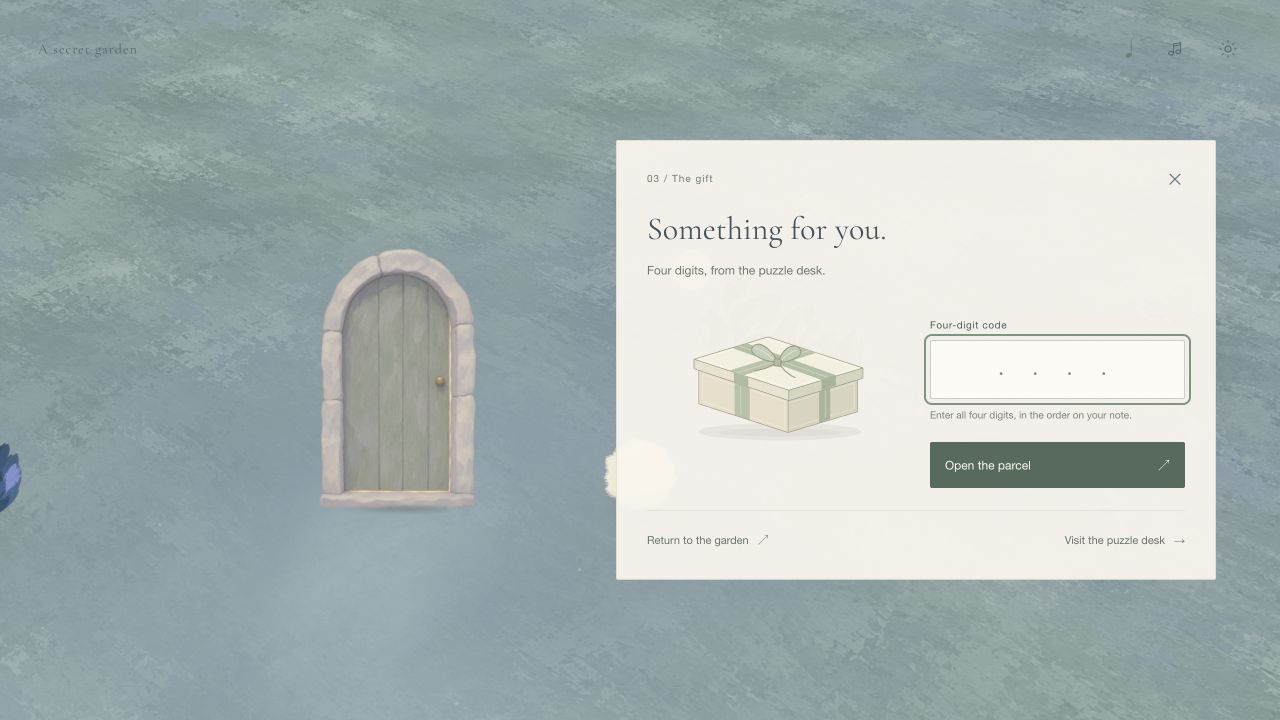 A secret garden
03 / The gift
Something for you.
Four digits, from the puzzle desk.
Four-digit code
Enter all four digits, in the order on your note.
Open the parcel ↗
Return to the garden ↗
Visit the puzzle desk →